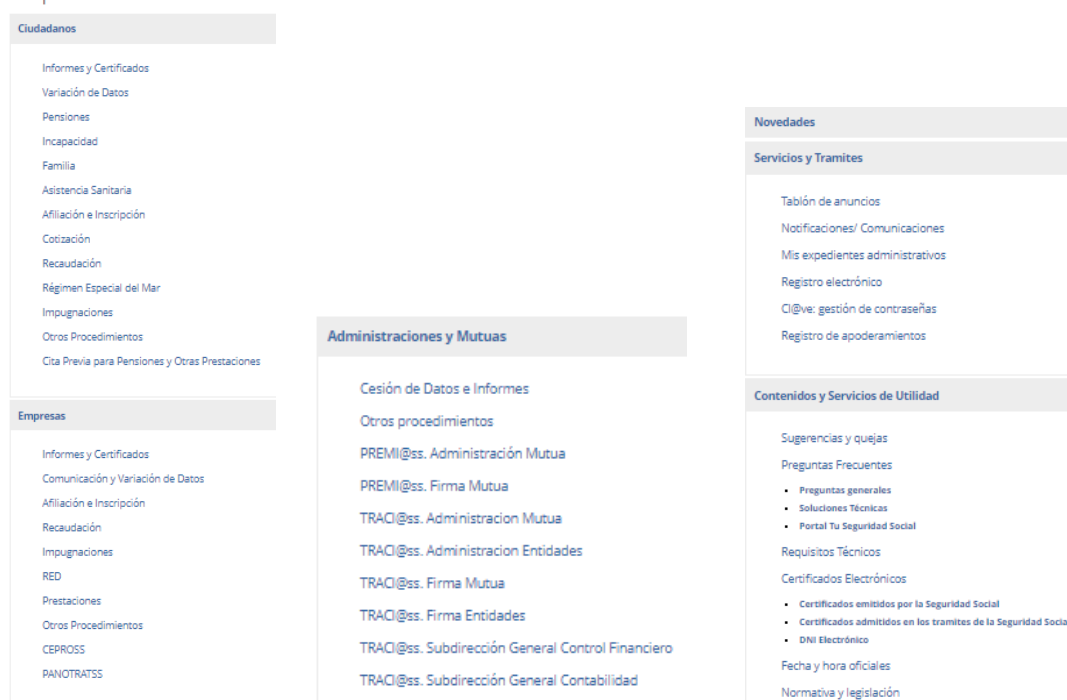 Ciudadanos
Informes y Certificados
Variación de Datos
Pensiones
Incapacidad
Familia
Asistencia Sanitaria
Afiliación e Inscripción
Cotización
Recaudación
Régimen Especial del Mar
Impugnaciones
Otros Procedimientos
Cita Previa para Pensiones y Otras Prestaciones
Empresas
Informes y Certificados
Comunicación y Variación de Datos
Afiliación e Inscripción
Recaudación
Impugnaciones
RED
Prestaciones
Otros Procedimientos
CEPROSS
PANOTRATSS
Administraciones y Mutuas
Cesión de Datos e Informes
Otros procedimientos
PREMI@ss. Administración Mutua
PREMI@ss. Firma Mutua
TRACI@ss. Administracion Mutua
TRACI@ss. Administracion Entidades
TRACI@ss. Firma Mutua
TRACI@ss. Firma Entidades
TRACI@ss. Subdirección General Control Financiero
TRACI@ss. Subdirección General Contabilidad
Novedades
Servicios y Tramites
Tablón de anuncios
Notificaciones/ Comunicaciones
Mis expedientes administrativos
Registro electrónico
Cl@ve: gestión de contraseñas
Registro de apoderamientos
Contenidos y Servicios de Utilidad
Sugerencias y quejas
Preguntas Frecuentes
Preguntas generales
Soluciones Técnicas
Portal Tu Seguridad Social
Requisitos Técnicos
Certificados Electrónicos
Certificados emitidos por la Seguridad Social
Certificados admitidos en los tramites de la Seguridad Socia
DNI Electrónico
Fecha y hora oficiales
Normativa y legislación